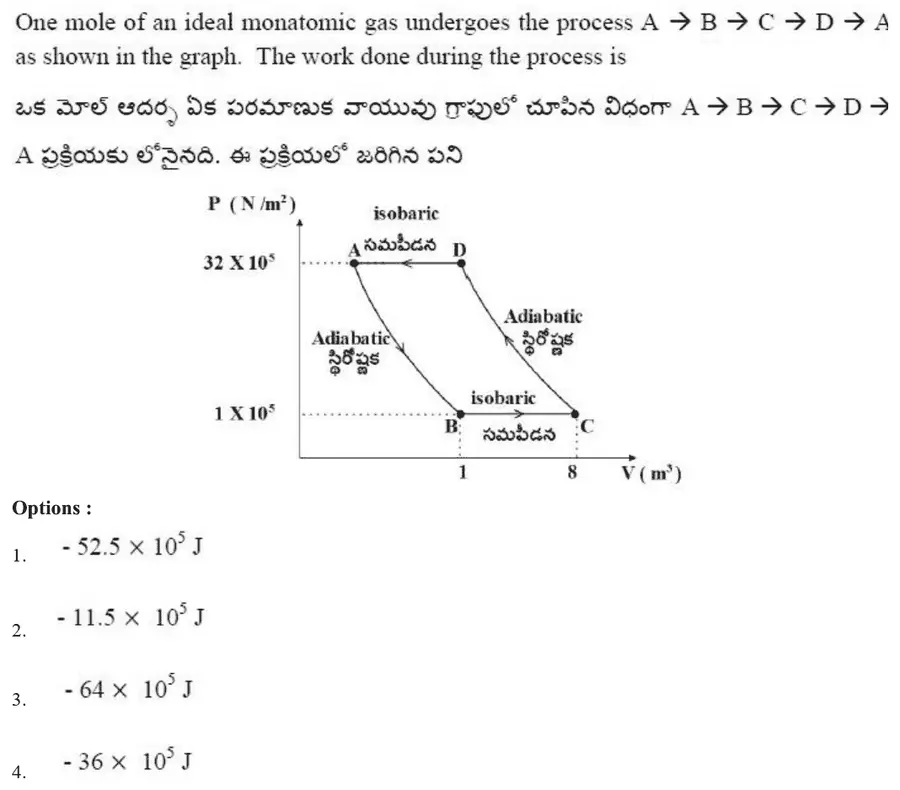 One mole of an ideal monatomic gas undergoes the process A → B → C → D → A
as shown in the graph. The work done during the process is
ఒక మోల్ ఆదర్శ ఏక పరమాణుక వాయువు గ్రాఫులో చూపిన విధంగా A → B → C → D →
A ప్రక్రియకు లోనైనది. ఈ ప్రక్రియలో జరిగిన పని
P ( N /m²)
isobaric
సమపీడన
A
D
32 X 10⁵
Adiabatic
స్థిరోష్ణక
Adiabatic
స్థిరోష్ణక
isobaric
1 X 10⁵
B
C
సమపీడన
1
8
V ( m³)
Options :
1. - 52.5 × 10⁵ J
2. - 11.5 × 10⁵ J
3. - 64 × 10⁵ J
4. - 36 × 10⁵ J